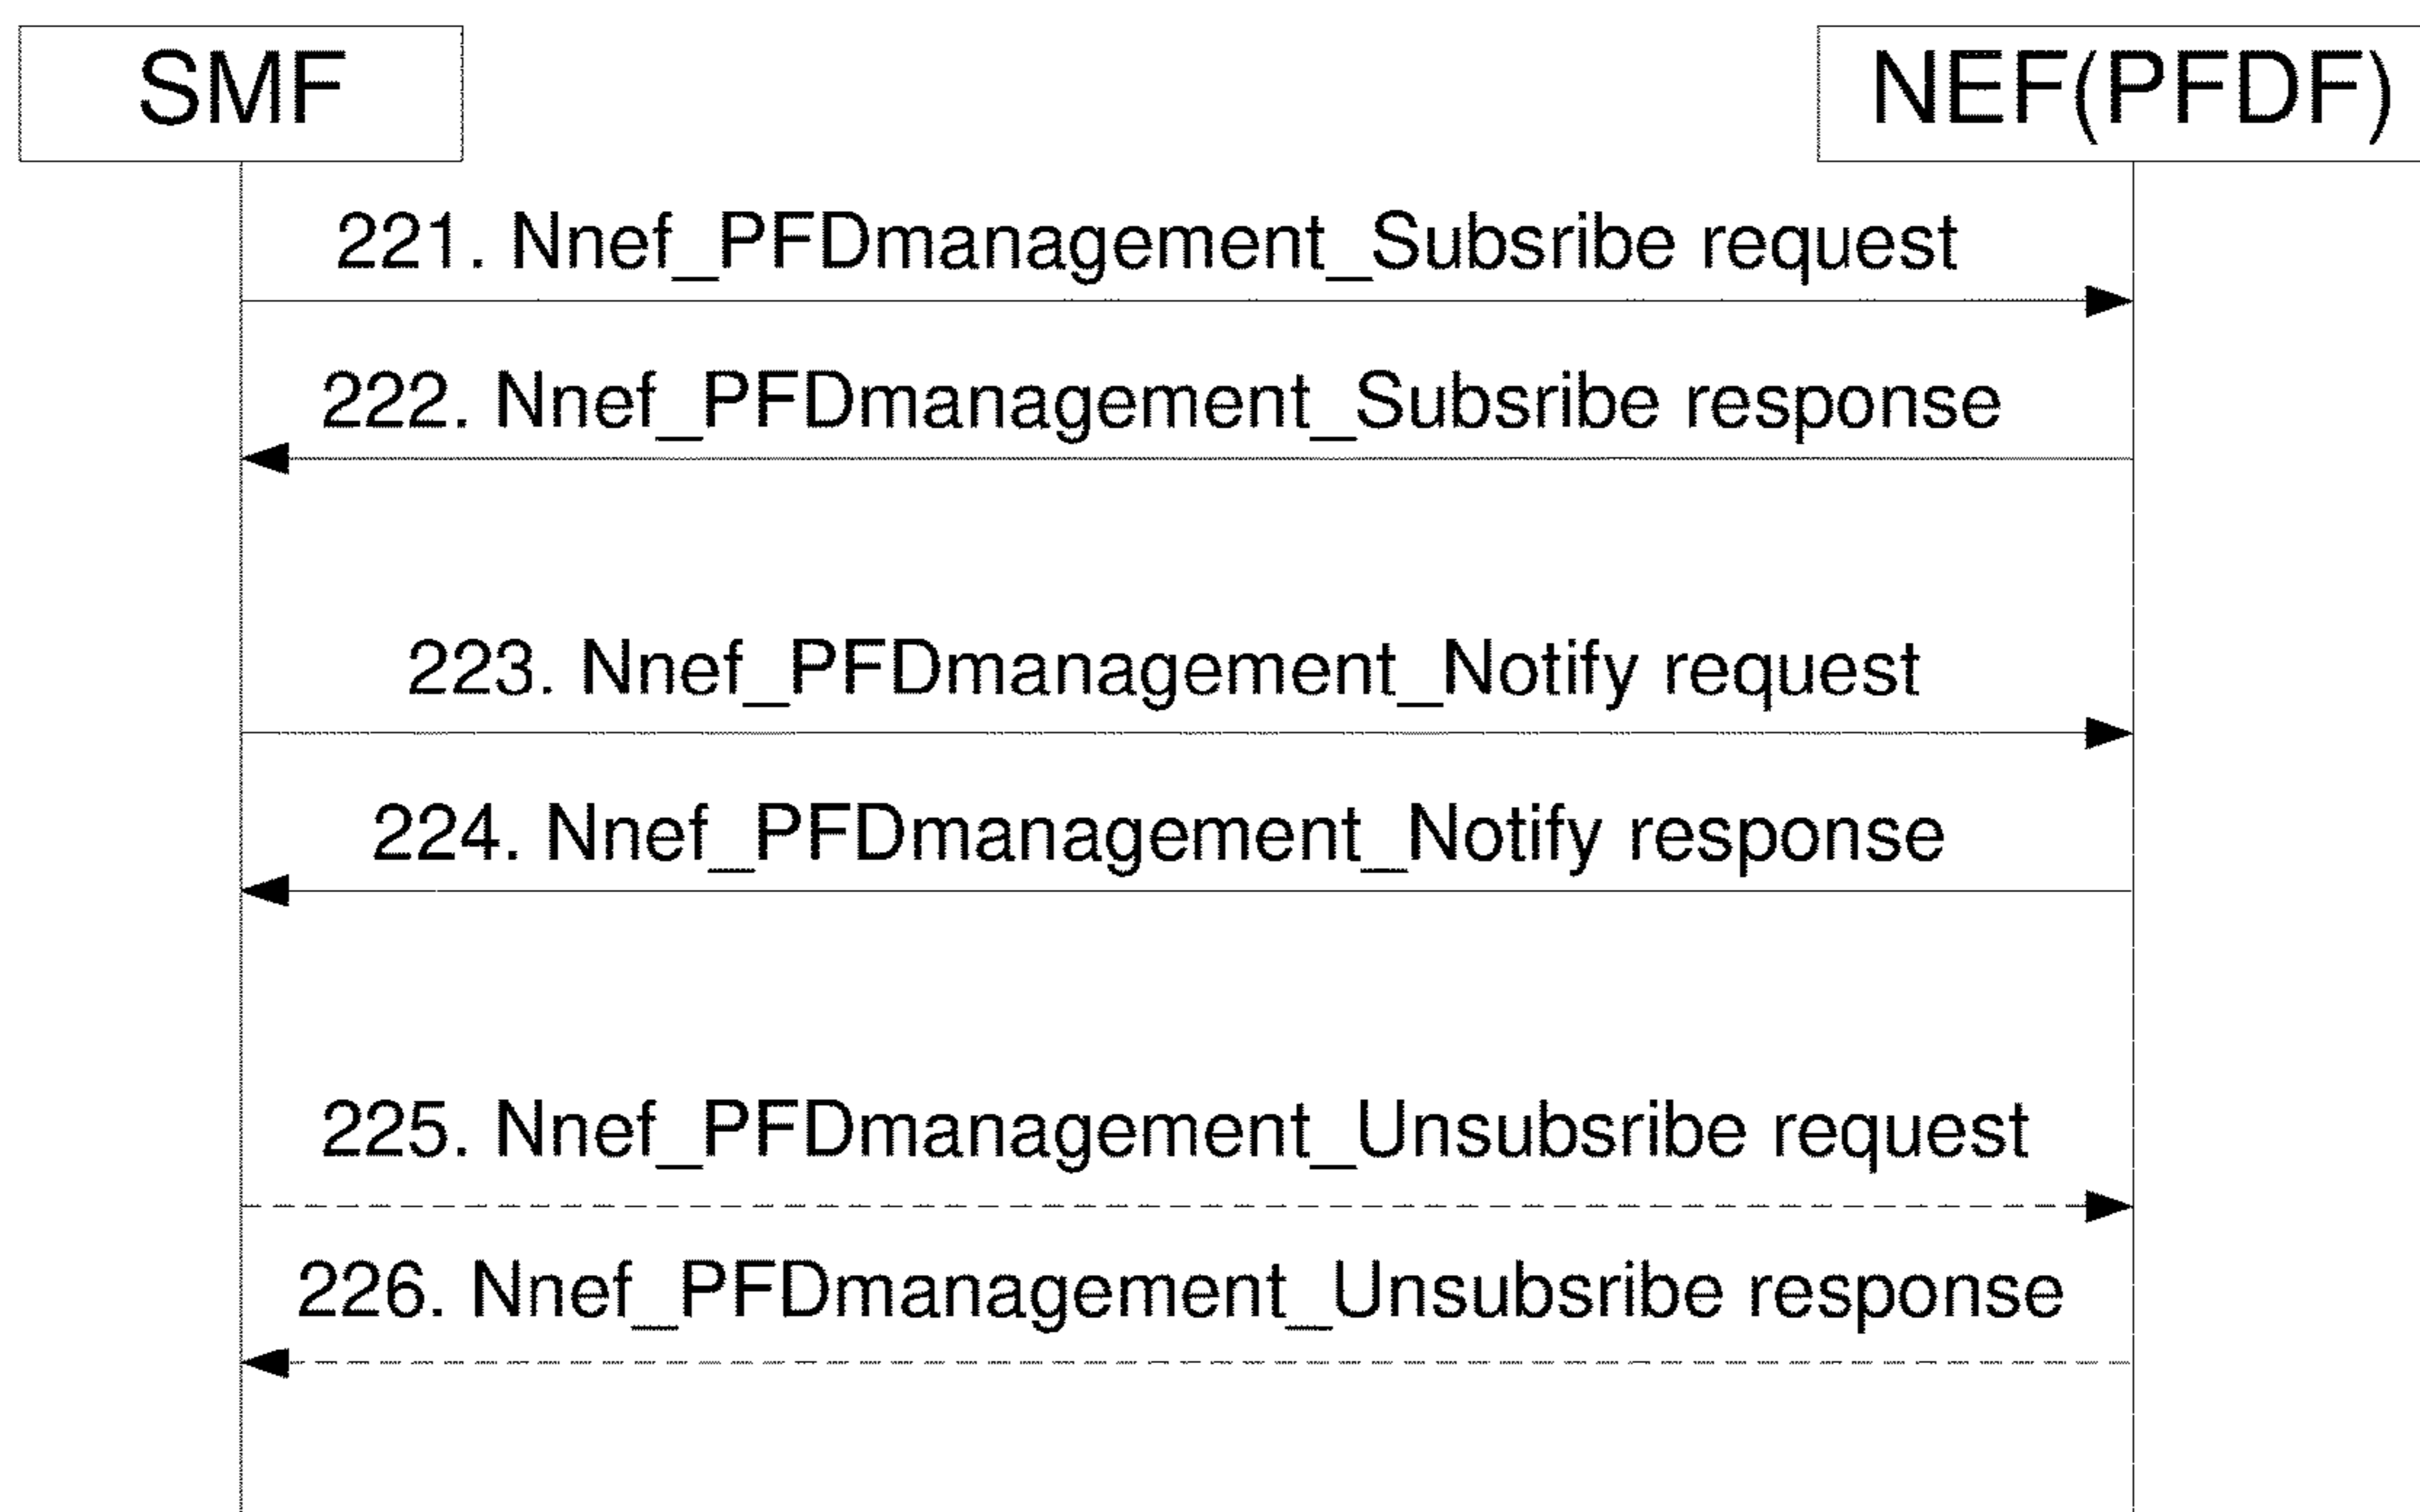 SMF
NEF(PFDF)
221. Nnef_PFDmanagement_Subsribe request
222. Nnef_PFDmanagement_Subsribe response
223. Nnef_PFDmanagement_Notify request
224. Nnef_PFDmanagement_Notify response
225. Nnef_PFDmanagement_Unsubsribe request
226. Nnef_PFDmanagement_Unsubsribe response